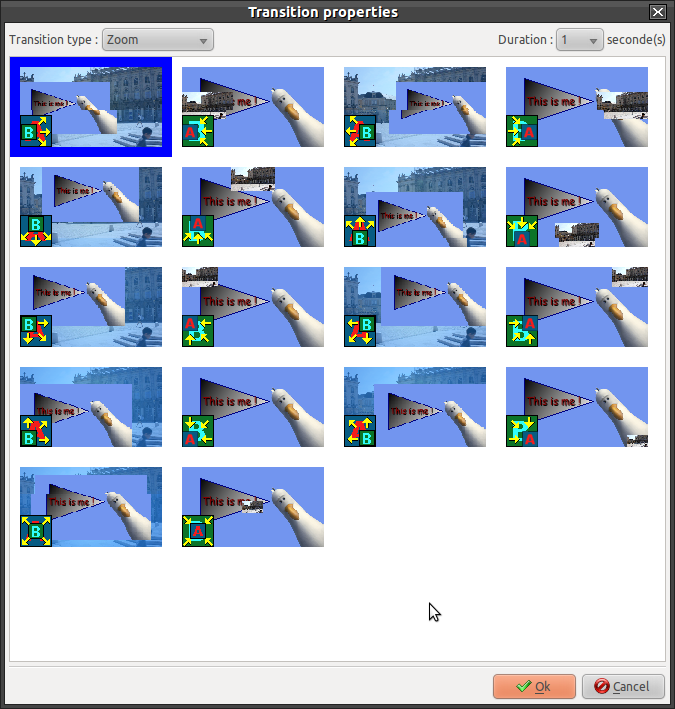 Transition properties
Transition type : Zoom
Duration : 1 seconde(s)
This is me !
B
This is me !
A
This is me !
B
This is me !
A
This is me !
B
This is me !
A
This is me !
B
This is me !
A
This is me !
B
This is me !
A
This is me !
B
This is me !
A
This is me !
B
This is me !
A
This is me !
B
This is me !
A
This is me !
B
This is me !
A
Ok
Cancel